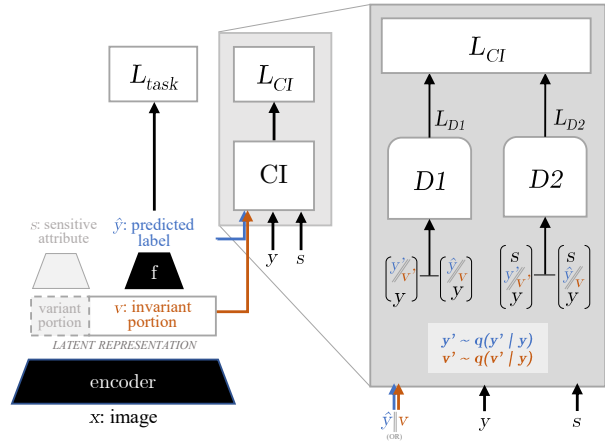 L_task
L_CI
CI
y
s
s: sensitive
attribute
ŷ: predicted
label
f
variant
portion
v: invariant
portion
LATENT REPRESENTATION
encoder
x: image
L_CI
L_D1
L_D2
D1
D2
y' // v'
y
ŷ // v
y
s
y' // v'
y
s
ŷ // v
y
y' ~ q(y' | y)
v' ~ q(v' | y)
ŷ || v
(OR)
y
s